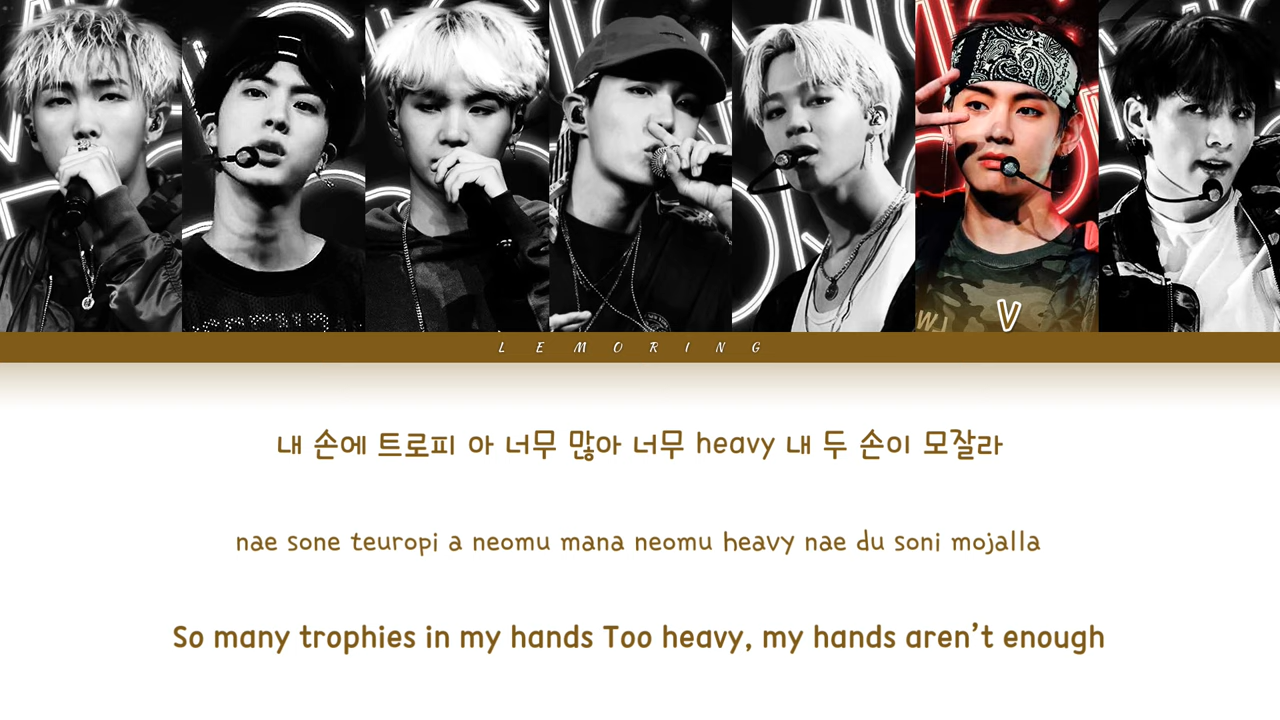 WJ
V
LEMORING
내 손에 트로피 아 너무 많아 너무 heavy 내 두 손이 모잘라
nae sone teuropi a neomu mana neomu heavy nae du soni mojalla
So many trophies in my hands Too heavy, my hands aren't enough